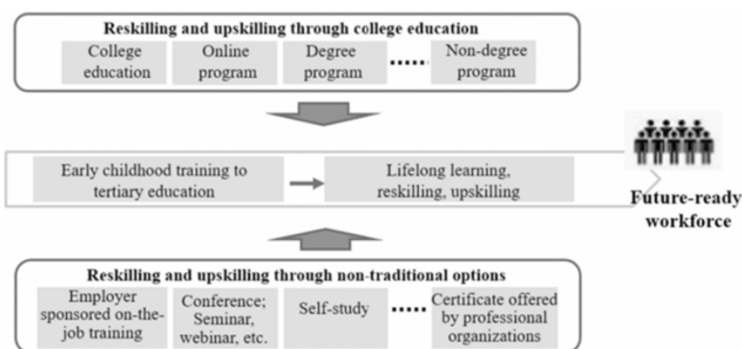 Reskilling and upskilling through college education
College
education
Online
program
Degree
program
......
Non-degree
program
Early childhood training to
tertiary education
Lifelong learning,
reskilling, upskilling
Future-ready
workforce
Reskilling and upskilling through non-traditional options
Employer
sponsored on-the-
job training
Conference;
Seminar,
webinar, etc.
Self-study
......
Certificate offered
by professional
organizations